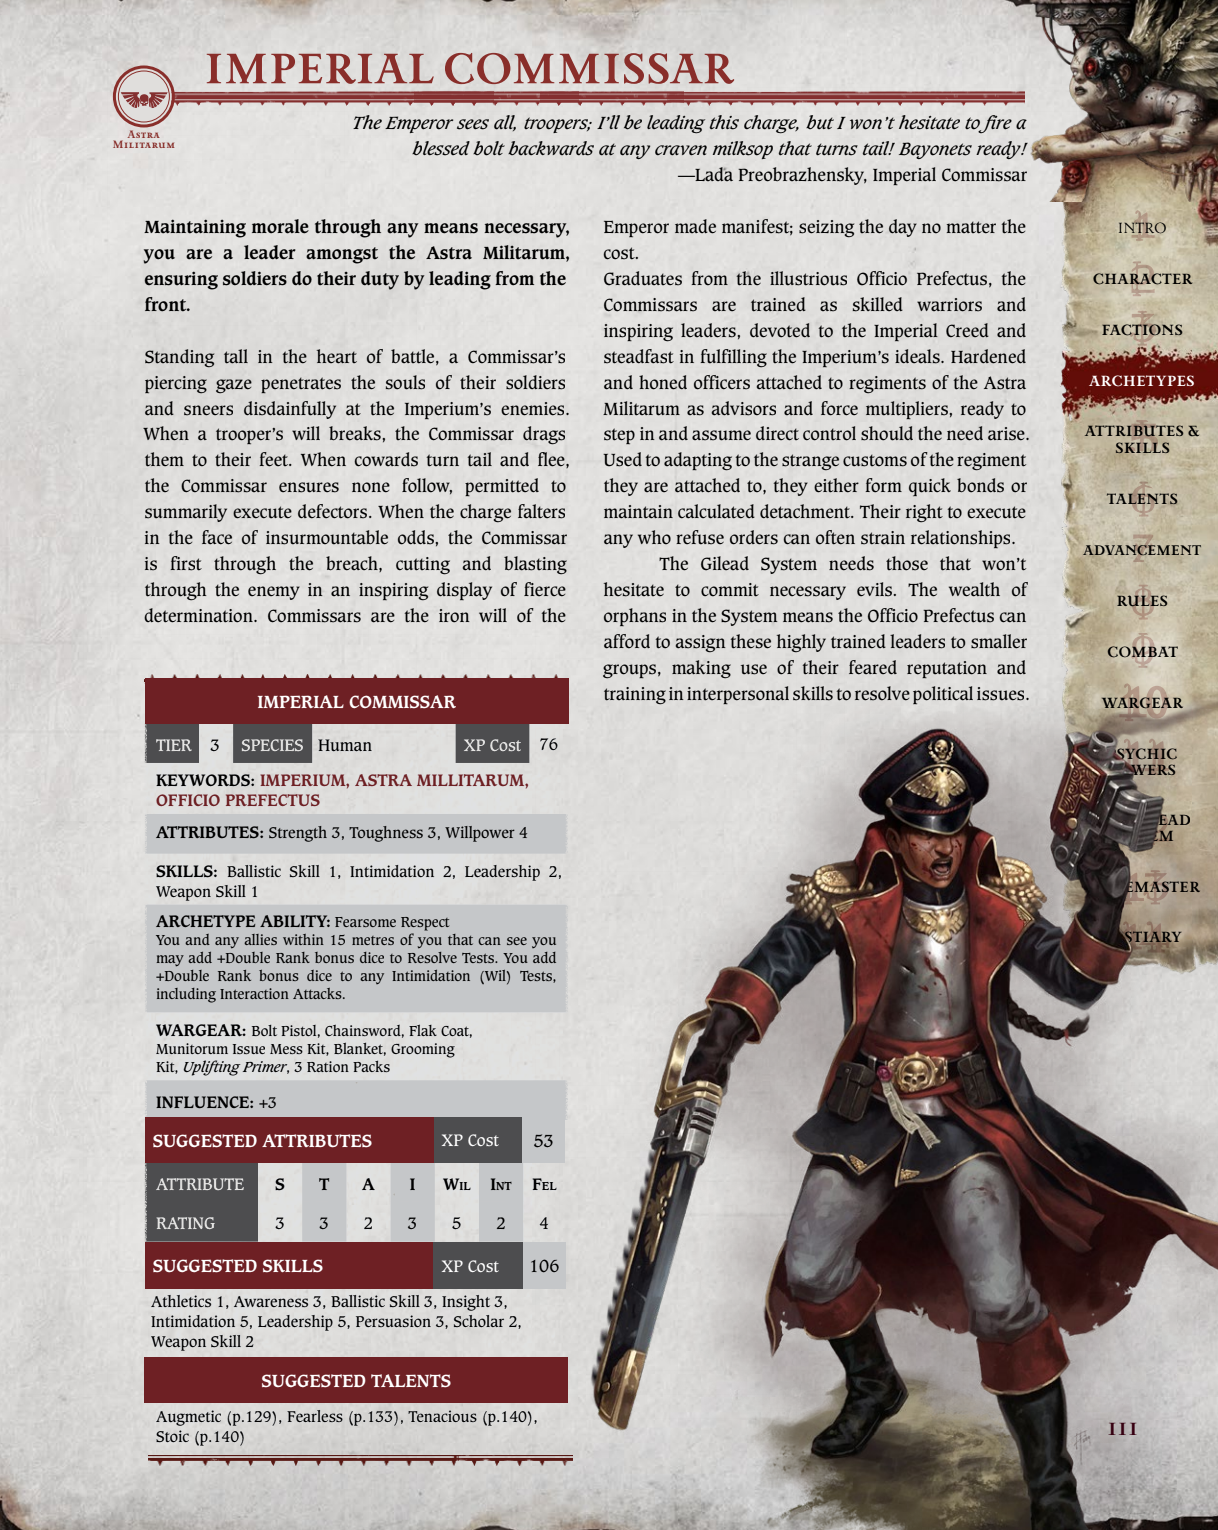 IMPERIAL COMMISSAR
ASTRA
MILITARUM
The Emperor sees all, troopers; I'll be leading this charge, but I won't hesitate to fire a
blessed bolt backwards at any craven milksop that turns tail! Bayonets ready!
—Lada Preobrazhensky, Imperial Commissar
Maintaining morale through any means necessary,
you are a leader amongst the Astra Militarum,
ensuring soldiers do their duty by leading from the
front.
Standing tall in the heart of battle, a Commissar's
piercing gaze penetrates the souls of their soldiers
and sneers disdainfully at the Imperium's enemies.
When a trooper's will breaks, the Commissar drags
them to their feet. When cowards turn tail and flee,
the Commissar ensures none follow, permitted to
summarily execute defectors. When the charge falters
in the face of insurmountable odds, the Commissar
is first through the breach, cutting and blasting
through the enemy in an inspiring display of fierce
determination. Commissars are the iron will of the
Emperor made manifest; seizing the day no matter the
cost.
Graduates from the illustrious Officio Prefectus, the
Commissars are trained as skilled warriors and
inspiring leaders, devoted to the Imperial Creed and
steadfast in fulfilling the Imperium's ideals. Hardened
and honed officers attached to regiments of the Astra
Militarum as advisors and force multipliers, ready to
step in and assume direct control should the need arise.
Used to adapting to the strange customs of the regiment
they are attached to, they either form quick bonds or
maintain calculated detachment. Their right to execute
any who refuse orders can often strain relationships.
The Gilead System needs those that won't
hesitate to commit necessary evils. The wealth of
orphans in the System means the Officio Prefectus can
afford to assign these highly trained leaders to smaller
groups, making use of their feared reputation and
training in interpersonal skills to resolve political issues.
IMPERIAL COMMISSAR
TIER 3 SPECIES Human XP Cost 76
KEYWORDS: IMPERIUM, ASTRA MILLITARUM,
OFFICIO PREFECTUS
ATTRIBUTES: Strength 3, Toughness 3, Willpower 4
SKILLS: Ballistic Skill 1, Intimidation 2, Leadership 2,
Weapon Skill 1
ARCHETYPE ABILITY: Fearsome Respect
You and any allies within 15 metres of you that can see you
may add +Double Rank bonus dice to Resolve Tests. You add
+Double Rank bonus dice to any Intimidation (Wil) Tests,
including Interaction Attacks.
WARGEAR: Bolt Pistol, Chainsword, Flak Coat,
Munitorum Issue Mess Kit, Blanket, Grooming
Kit, Uplifting Primer, 3 Ration Packs
INFLUENCE: +3
SUGGESTED ATTRIBUTES XP Cost 53
ATTRIBUTE S T A I WIL INT FEL
RATING 3 3 2 3 5 2 4
SUGGESTED SKILLS XP Cost 106
Athletics 1, Awareness 3, Ballistic Skill 3, Insight 3,
Intimidation 5, Leadership 5, Persuasion 3, Scholar 2,
Weapon Skill 2
SUGGESTED TALENTS
Augmetic (p.129), Fearless (p.133), Tenacious (p.140),
Stoic (p.140)
INTRO
CHARACTER
FACTIONS
ARCHETYPES
ATTRIBUTES &
SKILLS
TALENTS
ADVANCEMENT
RULES
COMBAT
WARGEAR
SYCHIC
WERS
EAD
EM
EMASTER
STIARY
111